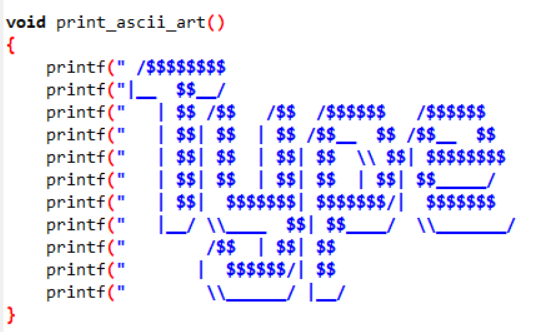 void print_ascii_art()
{
    printf(" /$$$$$$$$
    printf("|__  $$__/
    printf("   | $$ /$$   /$$  /$$$$$$   /$$$$$$
    printf("   | $$| $$  | $$ /$$__  $$ /$$__  $$
    printf("   | $$| $$  | $$| $$  \\ $$| $$$$$$$$
    printf("   | $$| $$  | $$| $$  | $$| $$_____/
    printf("   | $$|  $$$$$$$| $$$$$$$/|  $$$$$$$
    printf("   |__/ \\____  $$| $$____/  \\_______/
    printf("        /$$  | $$| $$
    printf("       |  $$$$$$/| $$
    printf("        \\______/ |__/
}